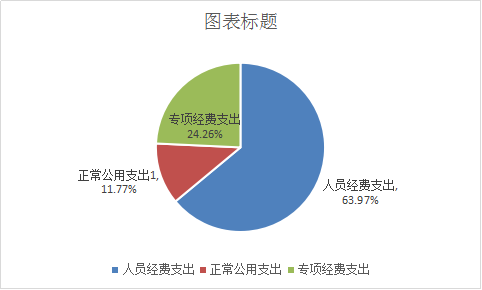 图表标题
专项经费支出
24.26%
正常公用支出1,
11.77%
人员经费支出,
63.97%
人员经费支出 正常公用支出 专项经费支出